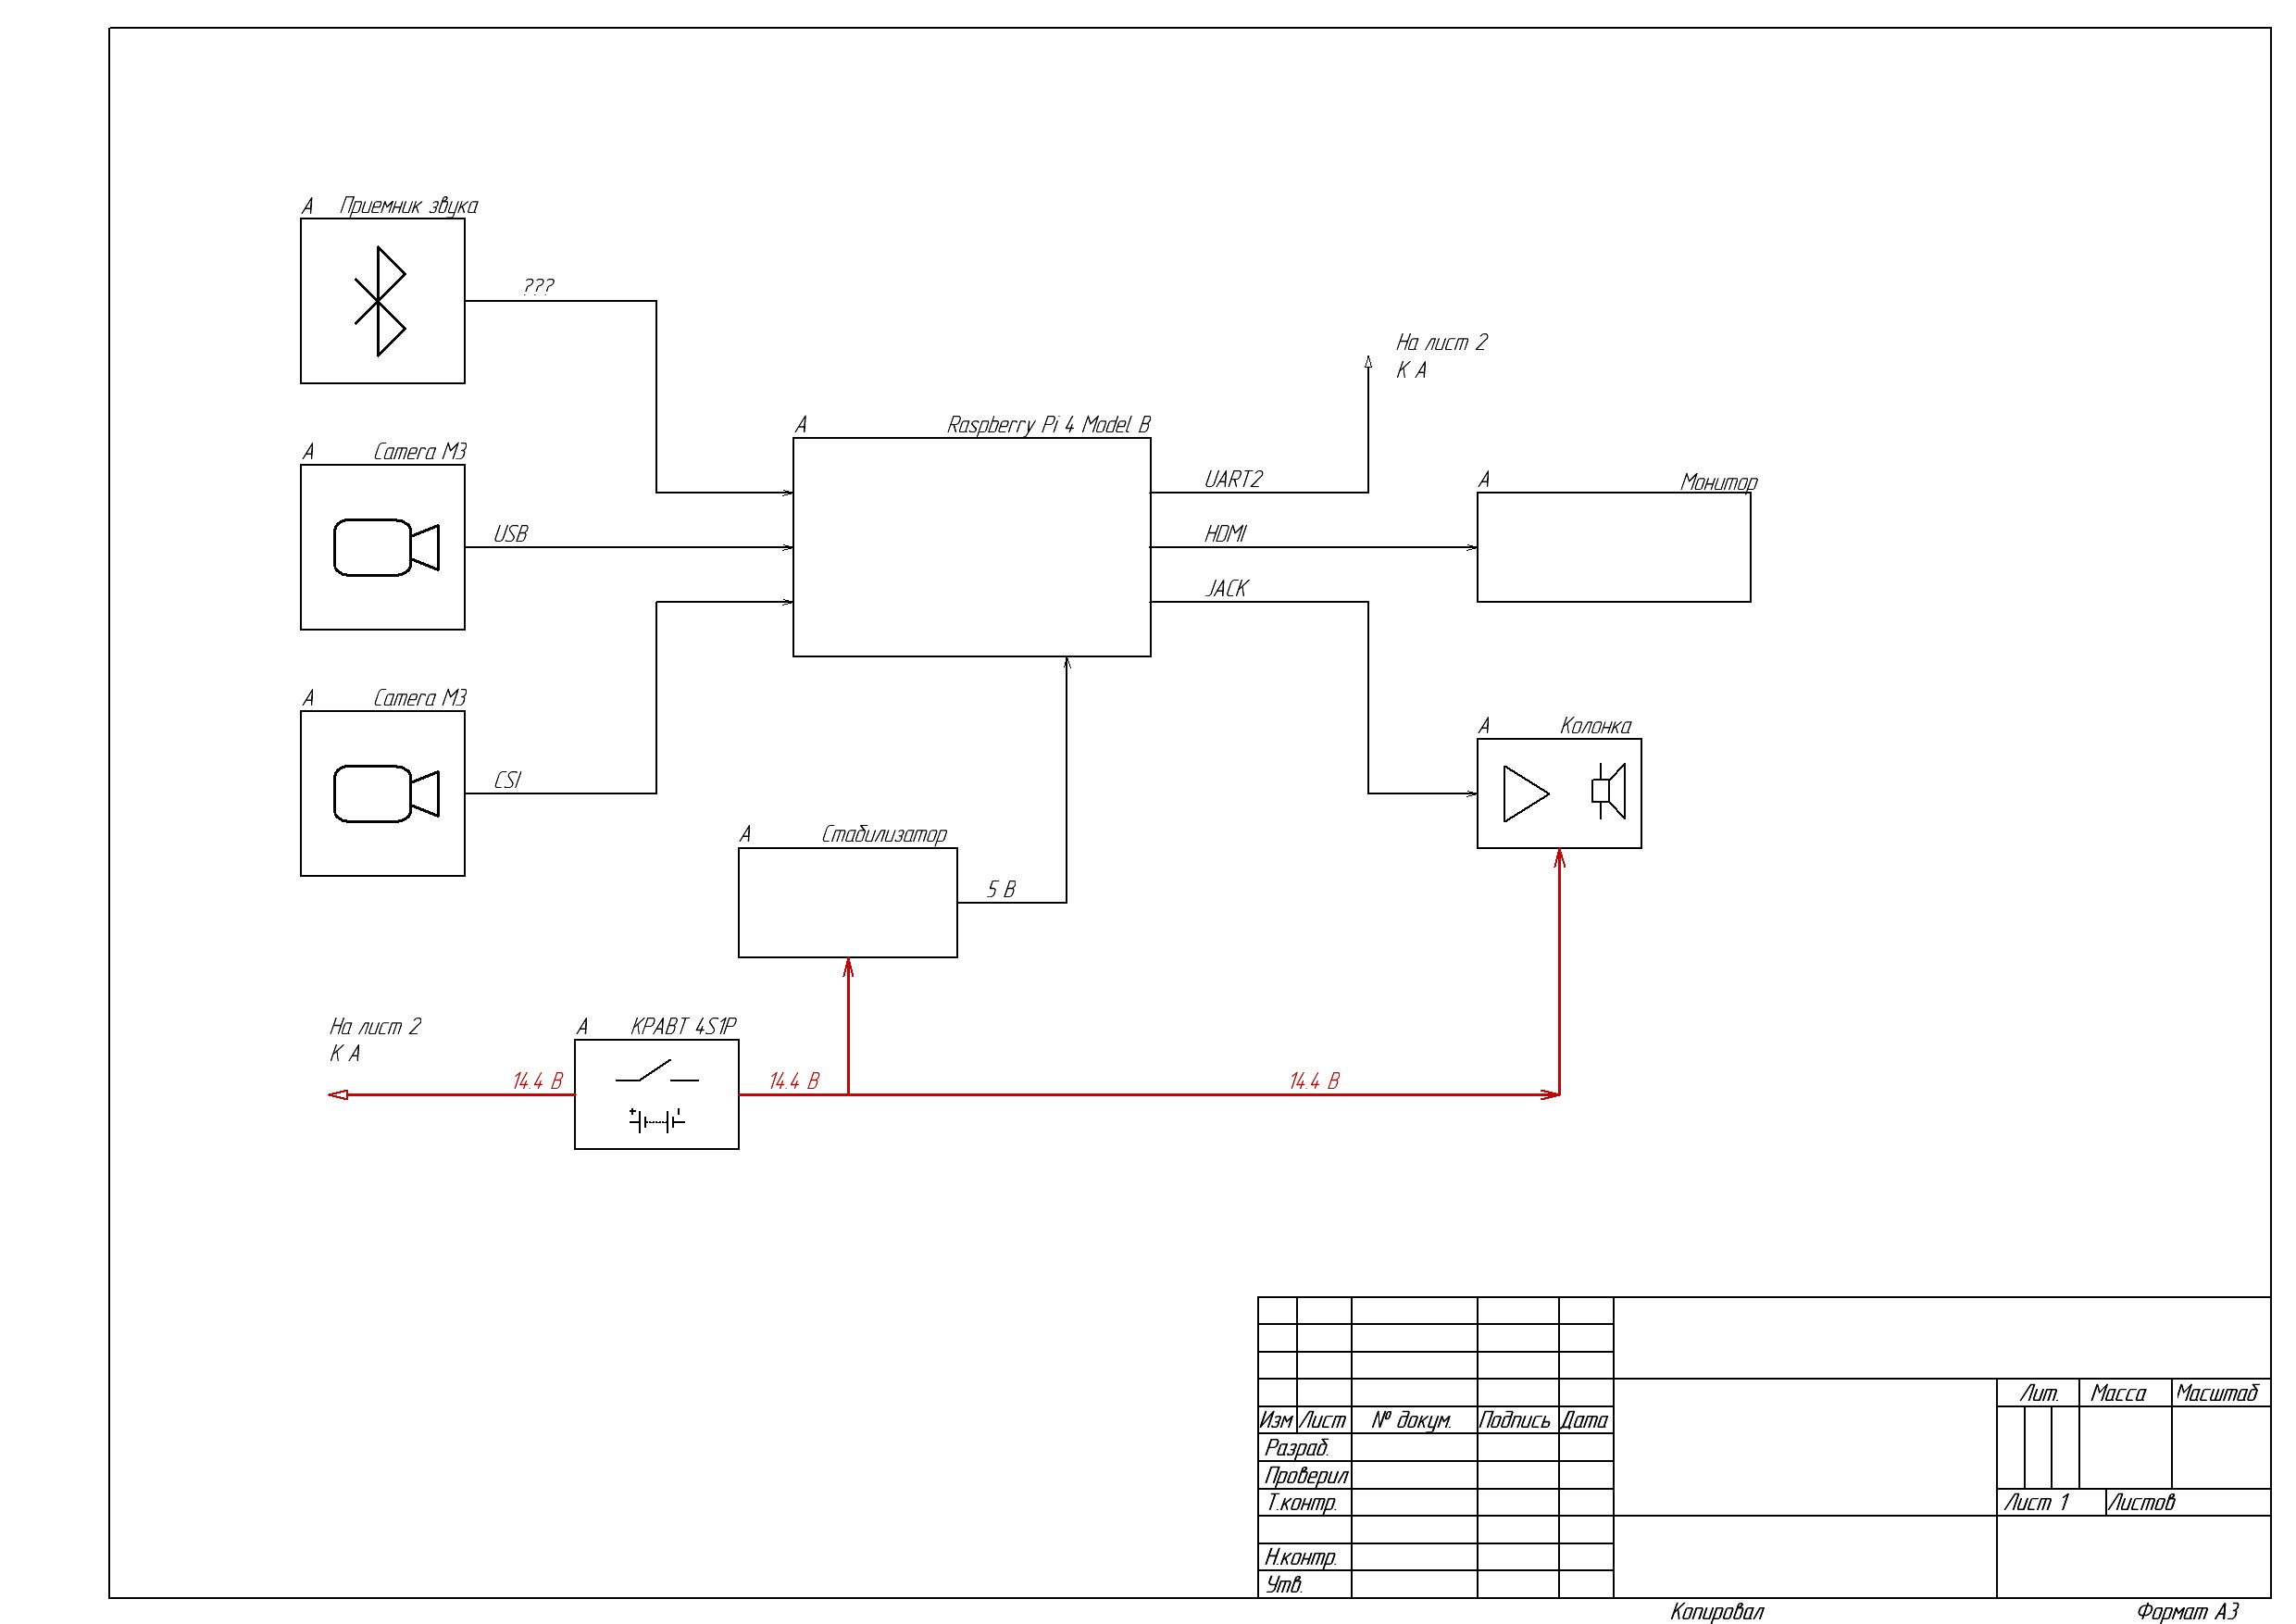 А Приемник звука
???
На лист 2
К А
А Raspberry Pi 4 Model B
А Camera M3
USB
UART2
А Монитор
HDMI
JACK
А Camera M3
CSI
А Колонка
А Стабилизатор
5 В
На лист 2
К А
А КРАВТ 4S1P
14.4 В
14.4 В
14.4 В
Лит. Масса Масштаб
Изм Лист № докум. Подпись Дата
Разраб.
Проверил
Т.контр.
Лист 1 Листов
Н.контр.
Утв.
Копировал Формат А3